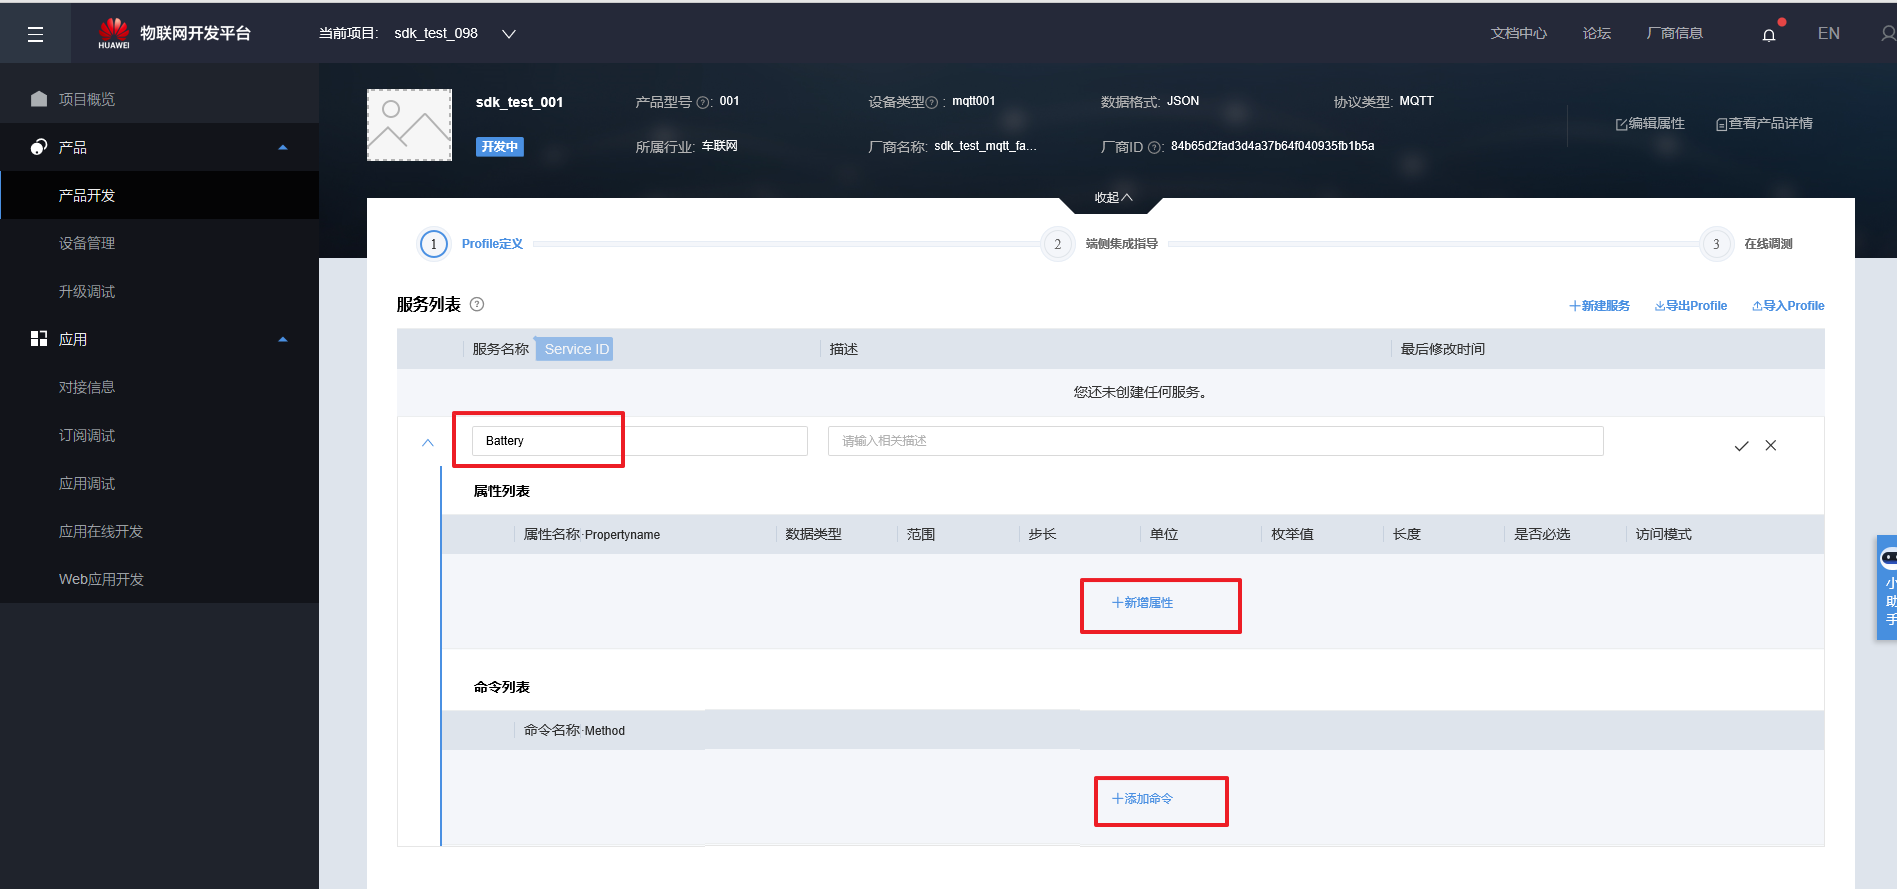 HUAWEI 物联网开发平台 当前项目: sdk_test_098 文档中心 论坛 厂商信息 EN
项目概览
产品
产品开发
设备管理
升级调试
应用
对接信息
订阅调试
应用调试
应用在线开发
Web应用开发
sdk_test_001 产品型号 ? : 001 设备类型 ? : mqtt001 数据格式: JSON 协议类型: MQTT
编辑属性 查看产品详情
开发中 所属行业: 车联网 厂商名称: sdk_test_mqtt_fa... 厂商ID ? : 84b65d2fad3d4a37b64f040935fb1b5a
收起
1 Profile定义 2 端侧集成指导 3 在线调测
服务列表 ? +新建服务 导出Profile 导入Profile
服务名称 Service ID 描述 最后修改时间
您还未创建任何服务。
Battery 请输入相关描述
属性列表
属性名称 Propertyname 数据类型 范围 步长 单位 枚举值 长度 是否必选 访问模式
+新增属性
命令列表
命令名称 Method
+添加命令
小
助
手